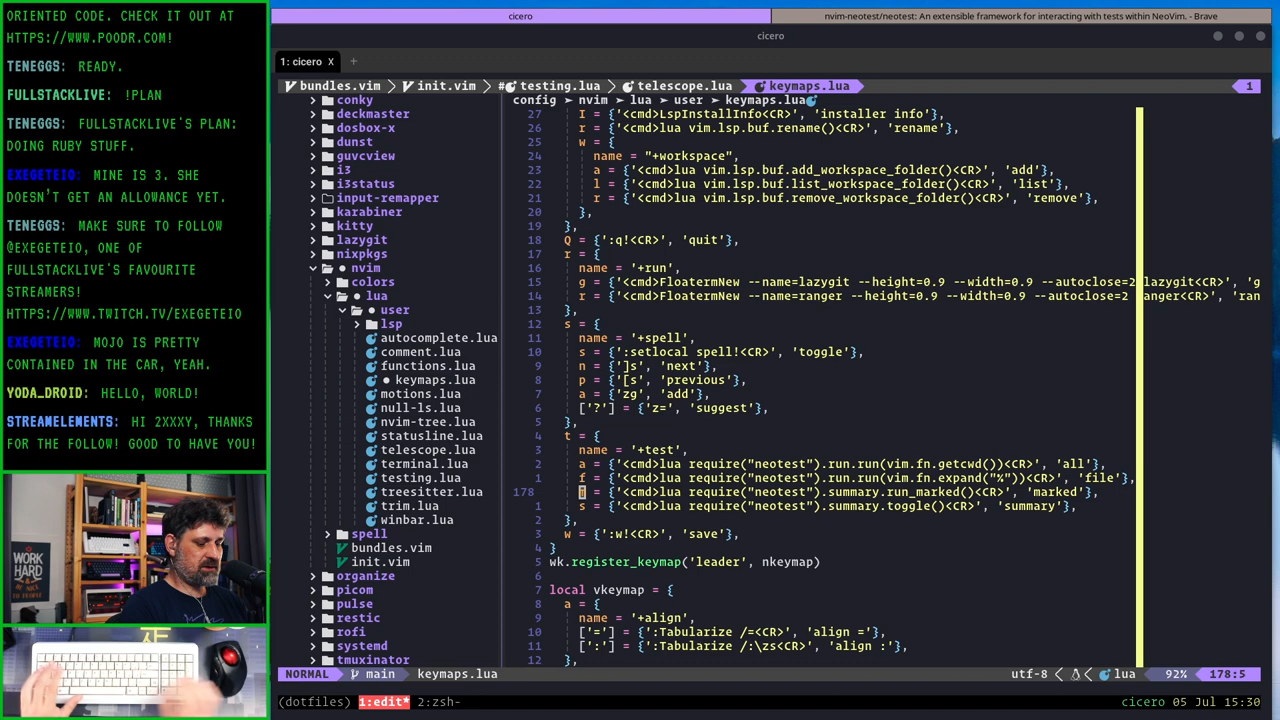 ORIENTED CODE. CHECK IT OUT AT
HTTPS://WWW.POODR.COM!
TENEGGS: READY.
FULLSTACKLIVE: !PLAN
TENEGGS: FULLSTACKLIVE'S PLAN:
DOING RUBY STUFF.
EXEGETEIO: MINE IS 3. SHE
DOESN'T GET AN ALLOWANCE YET.
TENEGGS: MAKE SURE TO FOLLOW
@EXEGETEIO, ONE OF
FULLSTACKLIVE'S FAVOURITE
STREAMERS!
HTTPS://WWW.TWITCH.TV/EXEGETEIO
EXEGETEIO: MOJO IS PRETTY
CONTAINED IN THE CAR, YEAH.
YODA_DROID: HELLO, WORLD!
STREAMELEMENTS: HI 2XXXY, THANKS
FOR THE FOLLOW! GOOD TO HAVE YOU!
WORK
HARD
cicero
nvim-neotest/neotest: An extensible framework for interacting with tests within NeoVim. - Brave
cicero
1: cicero X +
bundles.vim > init.vim > # testing.lua > telescope.lua keymaps.lua 1
conky
deckmaster
dosbox-x
dunst
guvcview
i3
i3status
input-remapper
karabiner
kitty
lazygit
nixpkgs
nvim
colors
lua
user
lsp
autocomplete.lua
comment.lua
functions.lua
keymaps.lua
motions.lua
null-ls.lua
nvim-tree.lua
statusline.lua
telescope.lua
terminal.lua
testing.lua
treesitter.lua
trim.lua
winbar.lua
spell
bundles.vim
init.vim
organize
picom
pulse
restic
rofi
systemd
tmuxinator
config ➤ nvim ➤ lua ➤ user ➤ keymaps.lua
27 I = {'<cmd>LspInstallInfo<CR>', 'installer info'},
26 r = {'<cmd>lua vim.lsp.buf.rename()<CR>', 'rename'},
25 w = {
24 name = "+workspace",
23 a = {'<cmd>lua vim.lsp.buf.add_workspace_folder()<CR>', 'add'},
22 l = {'<cmd>lua vim.lsp.buf.list_workspace_folder()<CR>', 'list'},
21 r = {'<cmd>lua vim.lsp.buf.remove_workspace_folder()<CR>', 'remove'},
20 },
19 },
18 Q = {':q!<CR>', 'quit'},
17 r = {
16 name = '+run',
15 g = {'<cmd>FloatermNew --name=lazygit --height=0.9 --width=0.9 --autoclose=2 lazygit<CR>', 'g
14 r = {'<cmd>FloatermNew --name=ranger --height=0.9 --width=0.9 --autoclose=2 anger<CR>', 'ran
13 },
12 s = {
11 name = '+spell',
10 s = {':setlocal spell!<CR>', 'toggle'},
9 n = {']s', 'next'},
8 p = {'[s', 'previous'},
7 a = {'zg', 'add'},
6 ['?'] = {'z=', 'suggest'},
5 },
4 t = {
3 name = '+test',
2 a = {'<cmd>lua require("neotest").run.run(vim.fn.getcwd())<CR>', 'all'},
1 f = {'<cmd>lua require("neotest").run.run(vim.fn.expand("%"))<CR>', 'file'},
178 = {'<cmd>lua require("neotest").summary.run_marked()<CR>', 'marked'},
1 s = {'<cmd>lua require("neotest").summary.toggle()<CR>', 'summary'},
2 },
3 w = {':w!<CR>', 'save'},
4 }
5 wk.register_keymap('leader', nkeymap)
6
7 local vkeymap = {
8 a = {
9 name = '+align',
10 ['='] = {':Tabularize /=<CR>', 'align ='},
11 [':'] = {':Tabularize /:\zs<CR>', 'align :'},
12 },
NORMAL main keymaps.lua utf-8 < < lua 92% 178:5
(dotfiles) 1:edit* 2:zsh- cicero 05 Jul 15:30